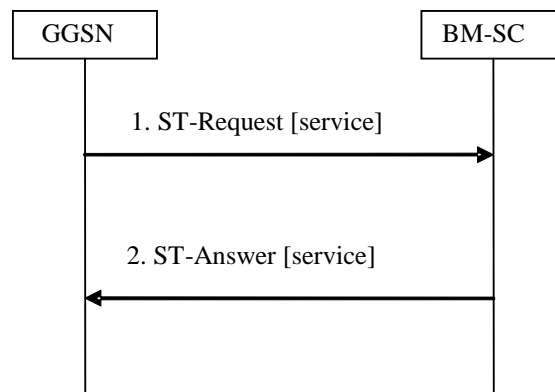 GGSN
BM-SC
1. ST-Request [service]
2. ST-Answer [service]